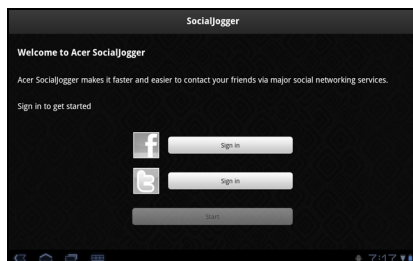 SocialJogger
Welcome to Acer SocialJogger
Acer SocialJogger makes it faster and easier to contact your friends via major social networking services.
Sign in to get started
f
Sign in
t
Sign in
Start
7:17